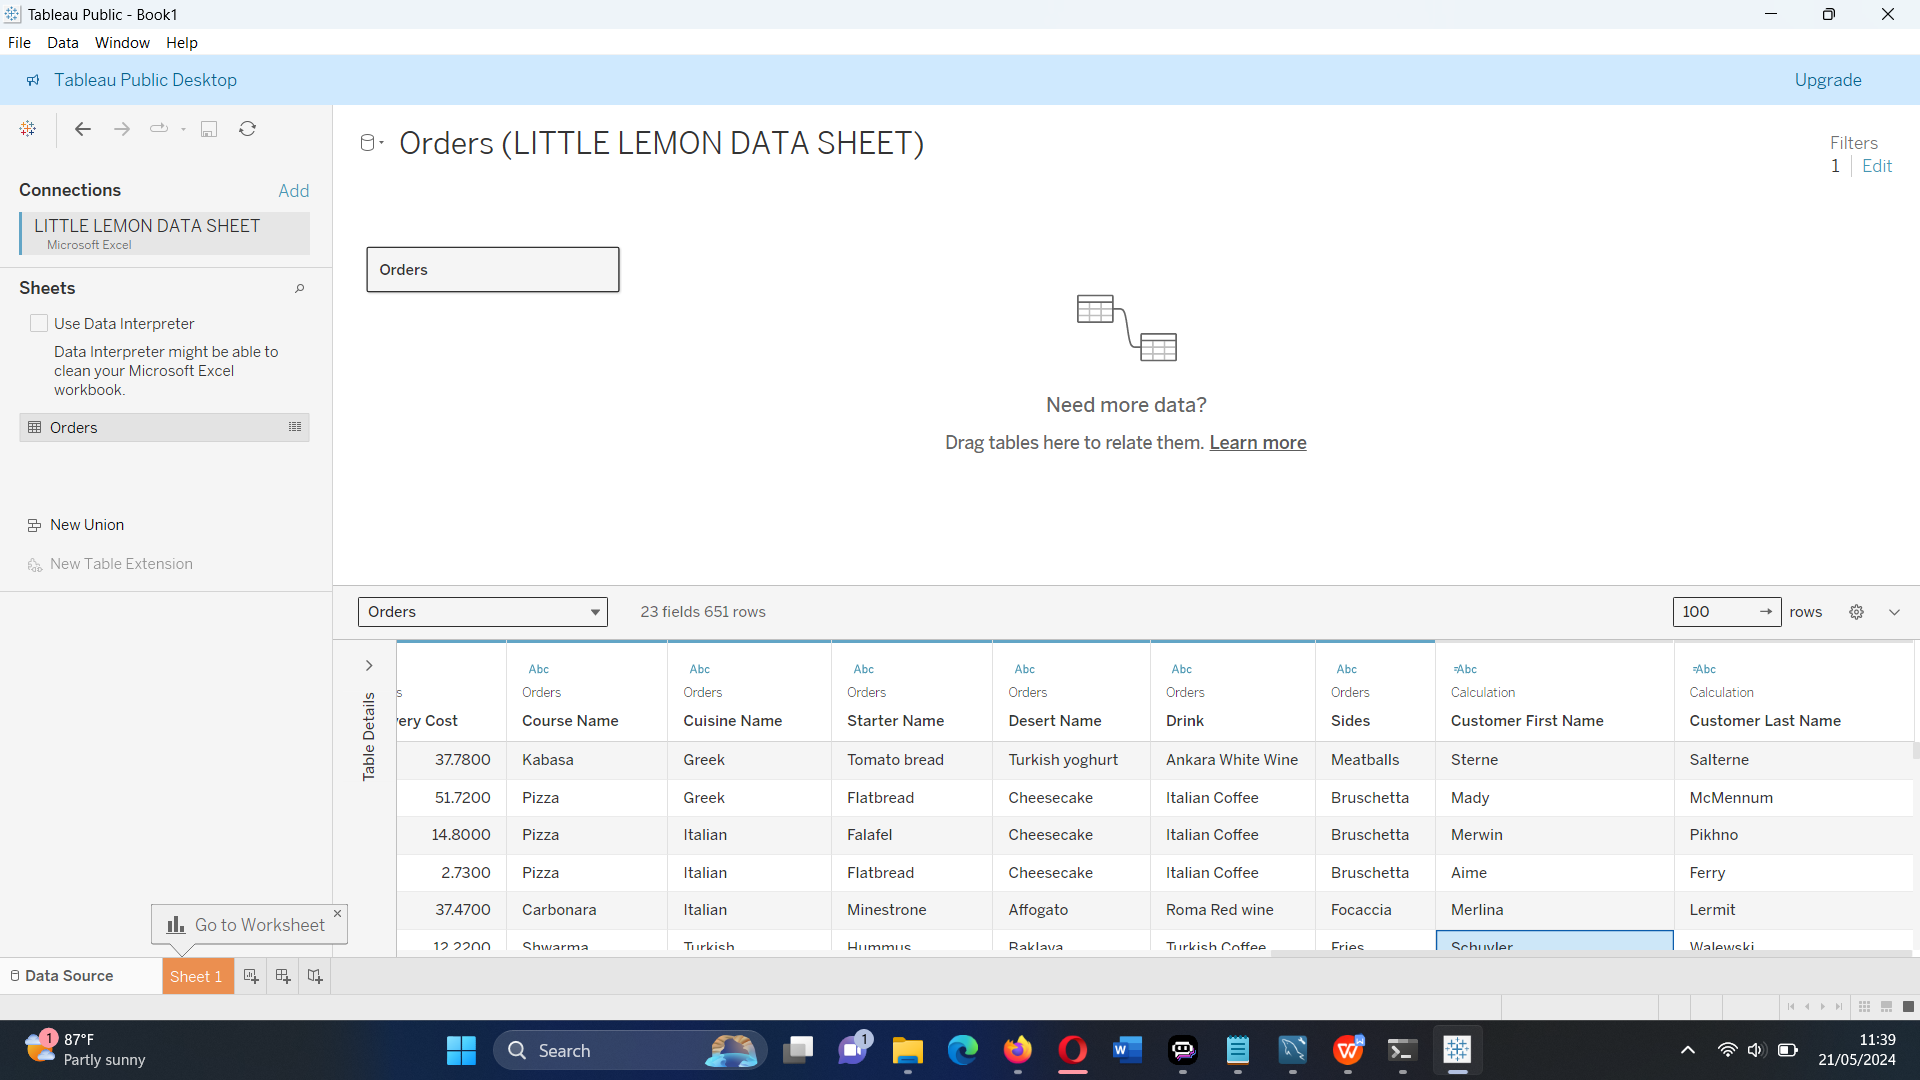 Tableau Public - Book1
File Data Window Help
Tableau Public Desktop Upgrade
Orders (LITTLE LEMON DATA SHEET)
Filters
1 Edit
Connections Add
LITTLE LEMON DATA SHEET
Microsoft Excel
Sheets
Use Data Interpreter
Data Interpreter might be able to
clean your Microsoft Excel
workbook.
Orders
New Union
New Table Extension
Orders
Need more data?
Drag tables here to relate them. Learn more
Orders 23 fields 651 rows 100 → rows
Table Details
Abc Abc Abc Abc Abc Abc =Abc =Abc
s Orders Orders Orders Orders Orders Orders Calculation Calculation
very Cost Course Name Cuisine Name Starter Name Desert Name Drink Sides Customer First Name Customer Last Name
37.7800 Kabasa Greek Tomato bread Turkish yoghurt Ankara White Wine Meatballs Sterne Salterne
51.7200 Pizza Greek Flatbread Cheesecake Italian Coffee Bruschetta Mady McMennum
14.8000 Pizza Italian Falafel Cheesecake Italian Coffee Bruschetta Merwin Pikhno
2.7300 Pizza Italian Flatbread Cheesecake Italian Coffee Bruschetta Aime Ferry
37.4700 Carbonara Italian Minestrone Affogato Roma Red wine Focaccia Merlina Lermit
12.2200 Shwarma Turkish Hummus Baklava Turkish Coffee Fries Schuyler Walewski
Go to Worksheet
Data Source Sheet 1
1 87°F
Partly sunny
Search
1
W
11:39
21/05/2024